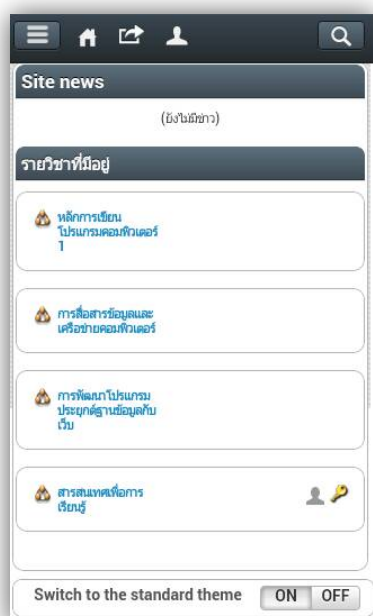 Site news
(ยังไม่มีข่าว)
รายวิชาที่มีอยู่
หลักการเขียน
โปรแกรมคอมพิวเตอร์
1
การสื่อสารข้อมูลและ
เครือข่ายคอมพิวเตอร์
การพัฒนาโปรแกรม
ประยุกต์ฐานข้อมูลกับ
เว็บ
สารสนเทศเพื่อการ
เรียนรู้
Switch to the standard theme ON OFF